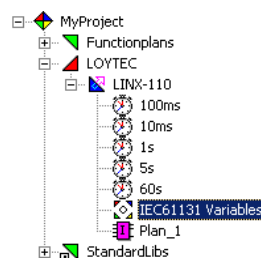 MyProject
Functionplans
LOYTEC
LINX-110
100ms
10ms
1s
5s
60s
IEC61131 Variables
Plan_1
StandardLibs